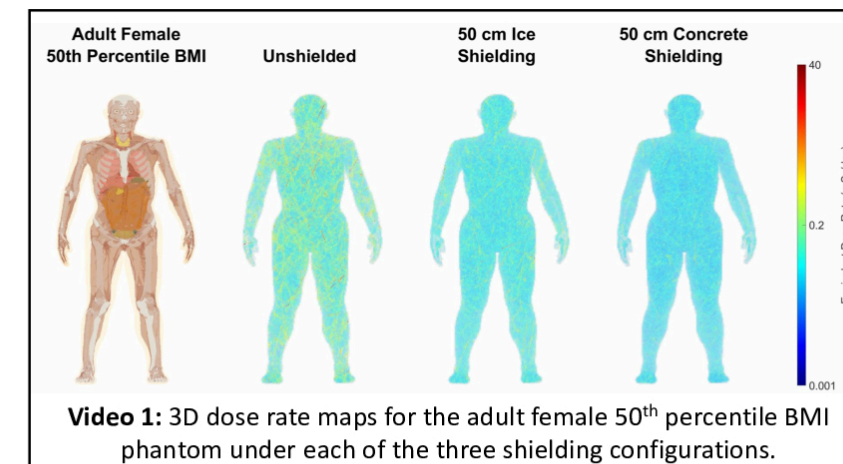 Adult Female
50th Percentile BMI
Unshielded
50 cm Ice
Shielding
50 cm Concrete
Shielding
40
0.2
0.001
Video 1: 3D dose rate maps for the adult female 50th percentile BMI
phantom under each of the three shielding configurations.